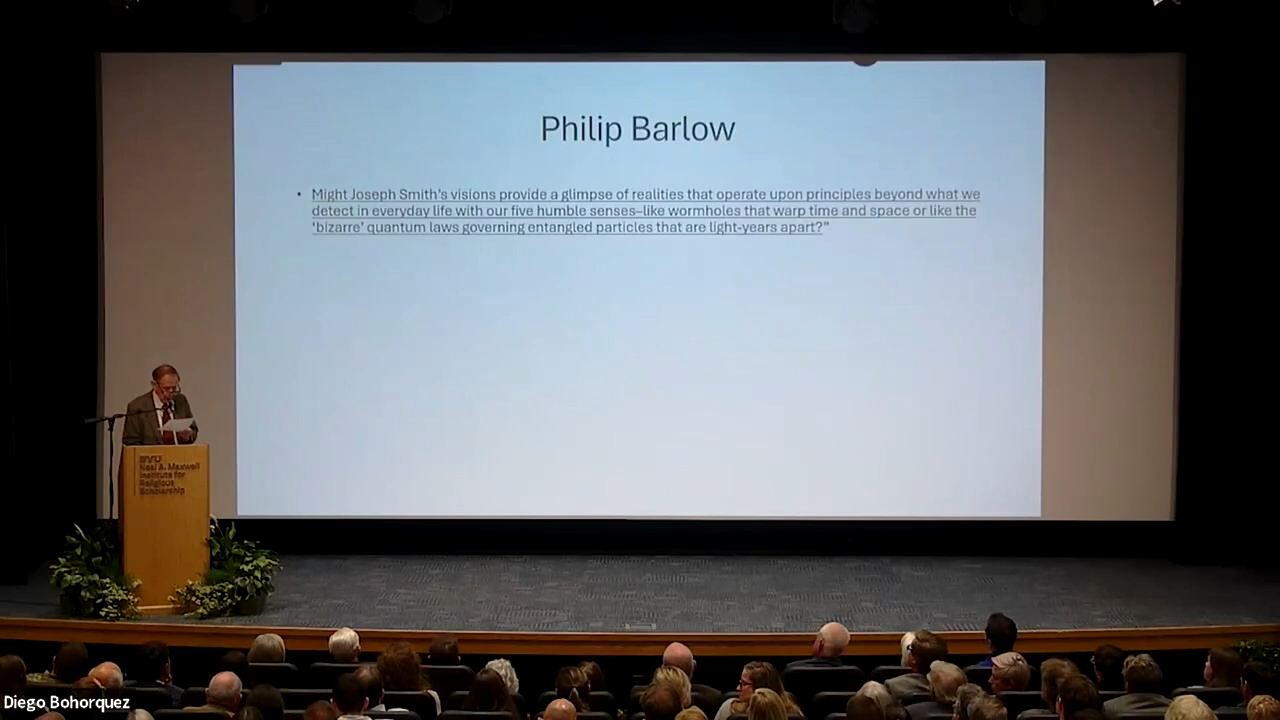 Philip Barlow
• Might Joseph Smith's visions provide a glimpse of realities that operate upon principles beyond what we
detect in everyday life with our five humble senses–like wormholes that warp time and space or like the
'bizarre' quantum laws governing entangled particles that are light-years apart?"
BYU
Neal A. Maxwell
Institute for
Religious
Scholarship
Diego Bohorquez